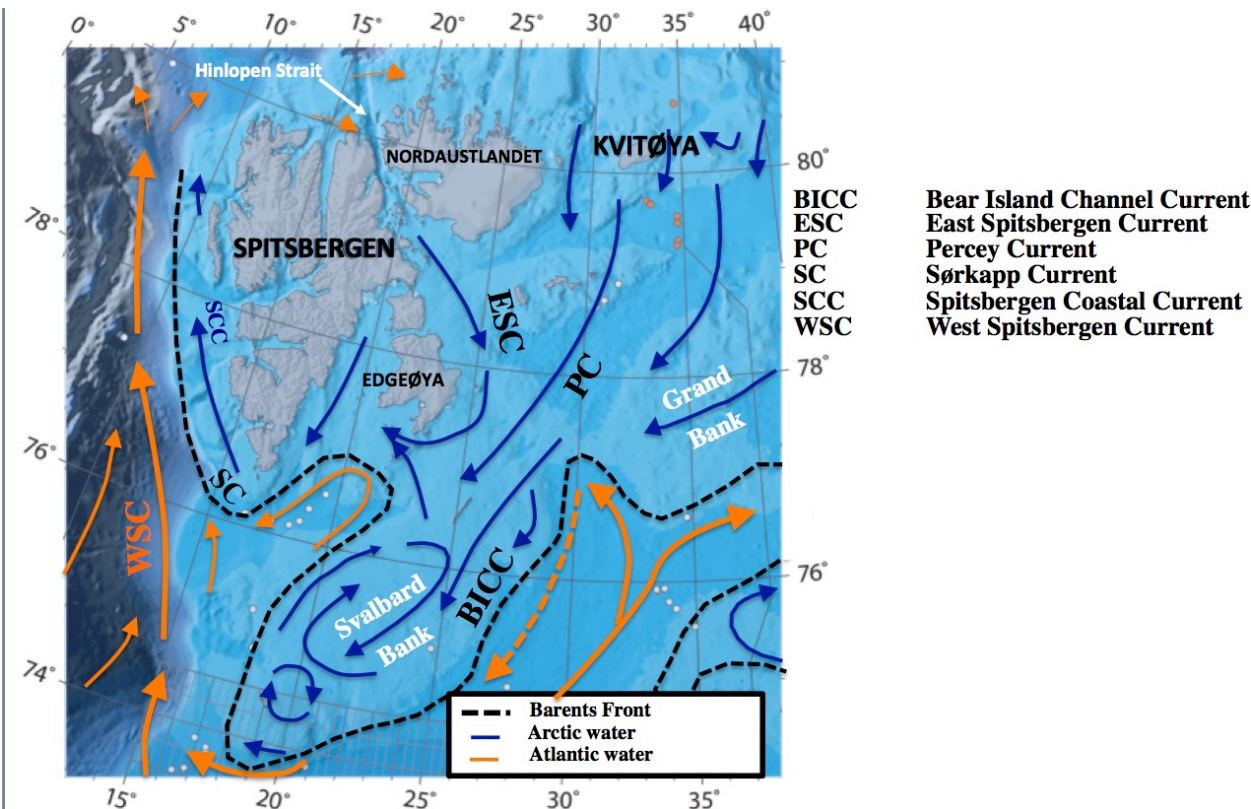 0° 5° 10° 15° 20° 25° 30° 35° 40°
Hinlopen Strait
NORDAUSTLANDET
KVITØYA
80°
78°
SPITSBERGEN
SCC
ESC
EDGEØYA
PC
Grand
Bank
78°
76°
SC
WSC
BICC
Svalbard
Bank
76°
74°
Barents Front
Arctic water
Atlantic water
15° 20° 25° 30° 35°
BICC Bear Island Channel Current
ESC East Spitsbergen Current
PC Percey Current
SC Sørkapp Current
SCC Spitsbergen Coastal Current
WSC West Spitsbergen Current